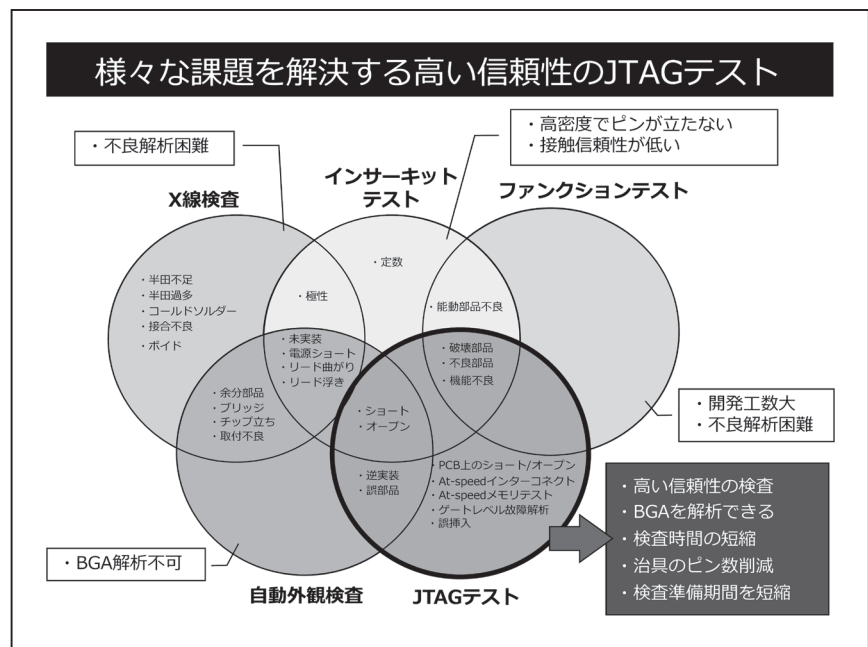 様々な課題を解決する高い信頼性のJTAGテスト
・不良解析困難
・高密度でピンが立たない
・接触信頼性が低い
X線検査
インサーキット
テスト
ファンクションテスト
・半田不足
・半田過多
・コールドソルダー
・接合不良
・ボイド
・極性
・定数
・能動部品不良
・未実装
・電源ショート
・リード曲がり
・リード浮き
・破壊部品
・不良部品
・機能不良
・余分部品
・ブリッジ
・チップ立ち
・取付不良
・ショート
・オープン
・逆実装
・誤部品
・PCB上のショート/オープン
・At-speedインターコネクト
・At-speedメモリテスト
・ゲートレベル故障解析
・誤挿入
・開発工数大
・不良解析困難
・高い信頼性の検査
・BGAを解析できる
・検査時間の短縮
・治具のピン数削減
・検査準備期間を短縮
・BGA解析不可
自動外観検査
JTAGテスト